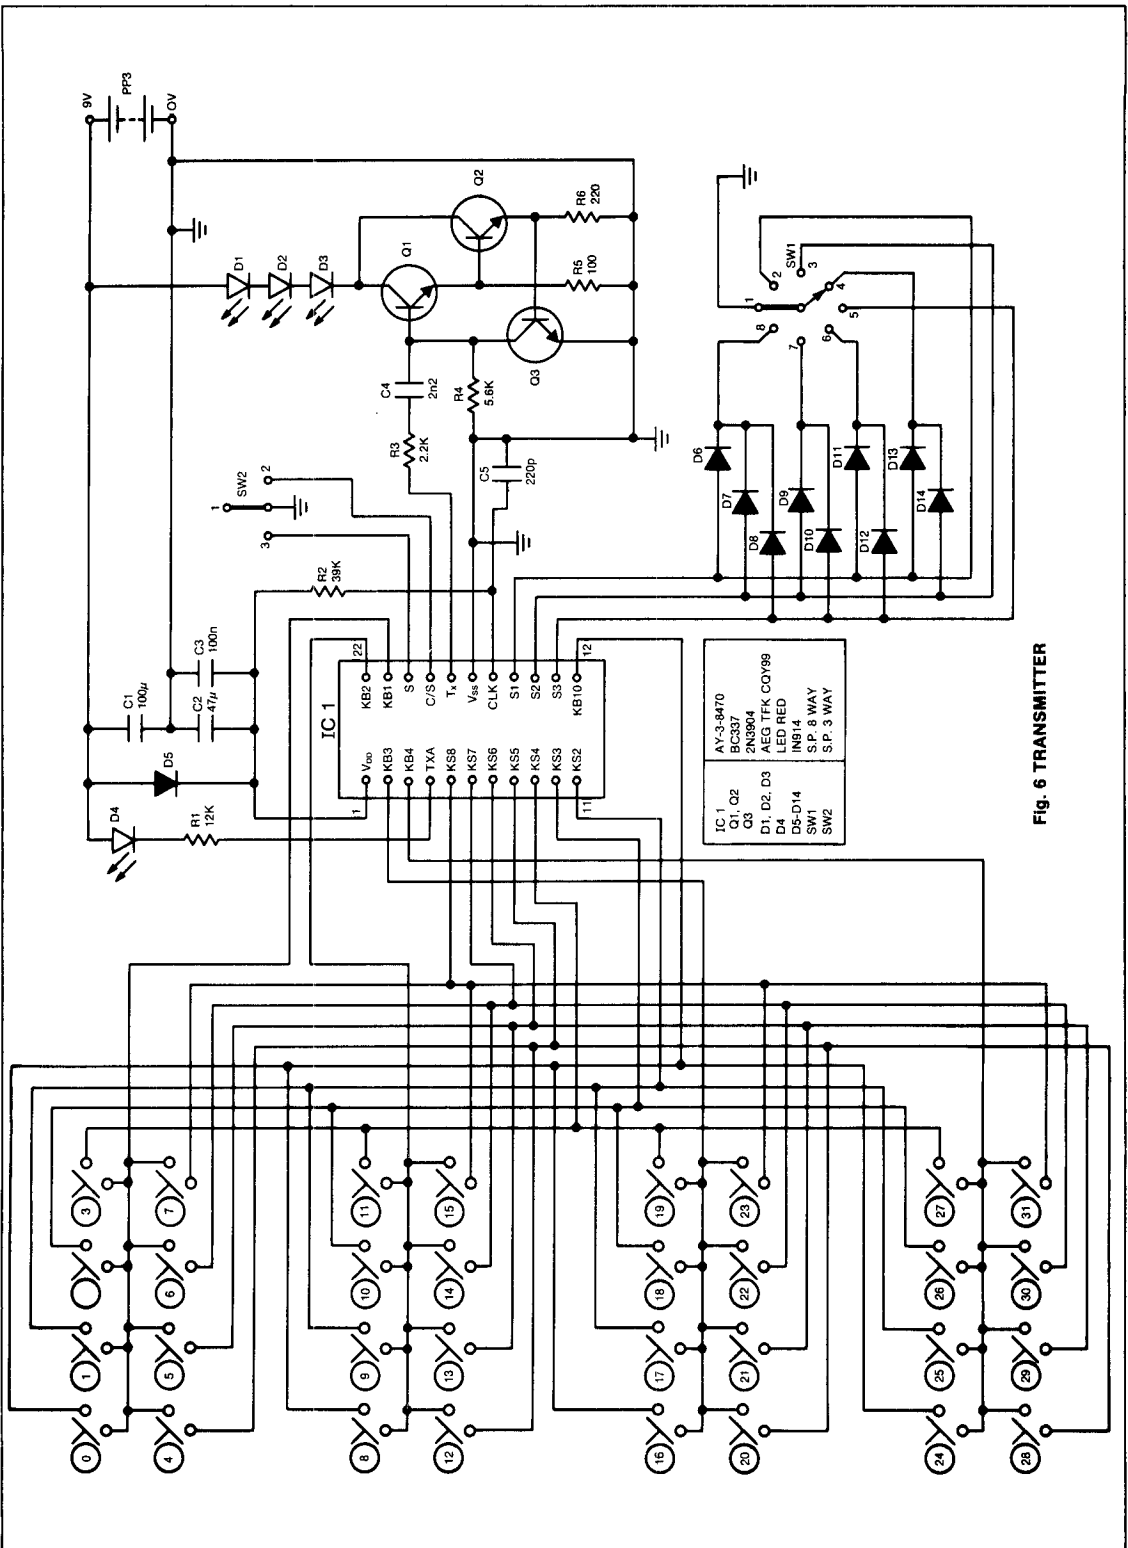 9V
PP3
0V
D1
D2
D3
Q1
Q2
Q3
R5
100
R6
220
C4
2n2
R3
2.2K
R4
5.6K
C5
220p
SW2
1
2
3
R2
39K
C1
100µ
C2
47µ
C3
100n
D5
D4
R1
12K
IC 1
22
KB2
KB1
S
C/S
Tx
Vss
CLK
S1
S2
S3
KB10
12
1
VDD
KB3
KB4
TXA
KS8
KS7
KS6
KS5
KS4
KS3
KS2
11
SW1
1
2
3
4
5
6
7
8
D6
D7
D8
D9
D10
D11
D12
D13
D14
IC 1 AY-3-8470
Q1, Q2 BC337
Q3 2N3904
D1, D2, D3 AEG TFK CQY99
D4 LED RED
D5-D14 IN914
SW1 S.P. 8 WAY
SW2 S.P. 3 WAY
0
1
3
4
5
6
7
8
9
10
11
12
13
14
15
16
17
18
19
20
21
22
23
24
25
26
27
28
29
30
31
Fig. 6 TRANSMITTER